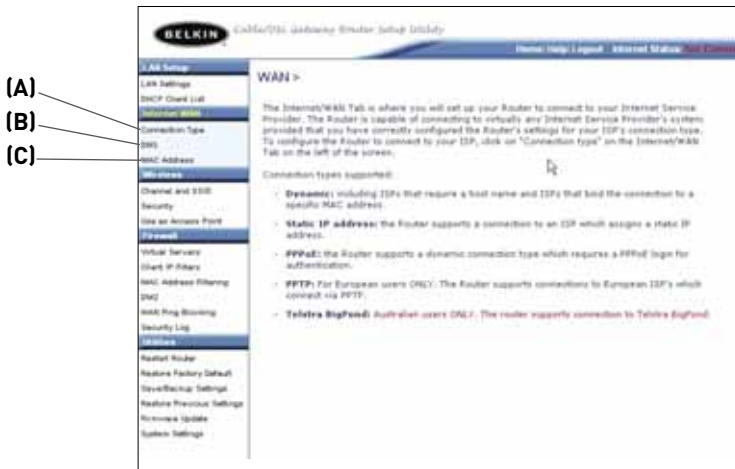 BELKIN Cable/DSL Gateway Router Setup Utility
Home| Help| Logout Internet Status:
LAN Setup
LAN Settings
DHCP Client List
Internet WAN
Connection Type
DNS
MAC Address
Wireless
Channel and SSID
Security
Use as Access Point
Firewall
Virtual Servers
Client IP Filters
MAC Address Filtering
DMZ
WAN Ping Blocking
Security Log
Utilities
Restart Router
Restore Factory Default
Save/Backup Settings
Restore Previous Settings
Firmware Update
System Settings
(A)
(B)
(C)
WAN >
The Internet/WAN Tab is where you will set up your Router to connect to your Internet Service
Provider. The Router is capable of connecting to virtually any Internet Service Provider's system
provided that you have correctly configured the Router's settings for your ISP's connection type.
To configure the Router to connect to your ISP, click on "Connection type" on the Internet/WAN
Tab on the left of the screen.
Connection types supported:
Dynamic: including ISPs that require a host name and ISPs that bind the connection to a
specific MAC address.
Static IP address: the Router supports a connection to an ISP which assigns a static IP
address.
PPPoE: the Router supports a dynamic connection type which requires a PPPoE login for
authentication.
PPTP: For European users ONLY. The Router supports connections to European ISP's which
connect via PPTP.
Telstra BigPond: Australian users ONLY. The router supports connection to Telstra BigPond